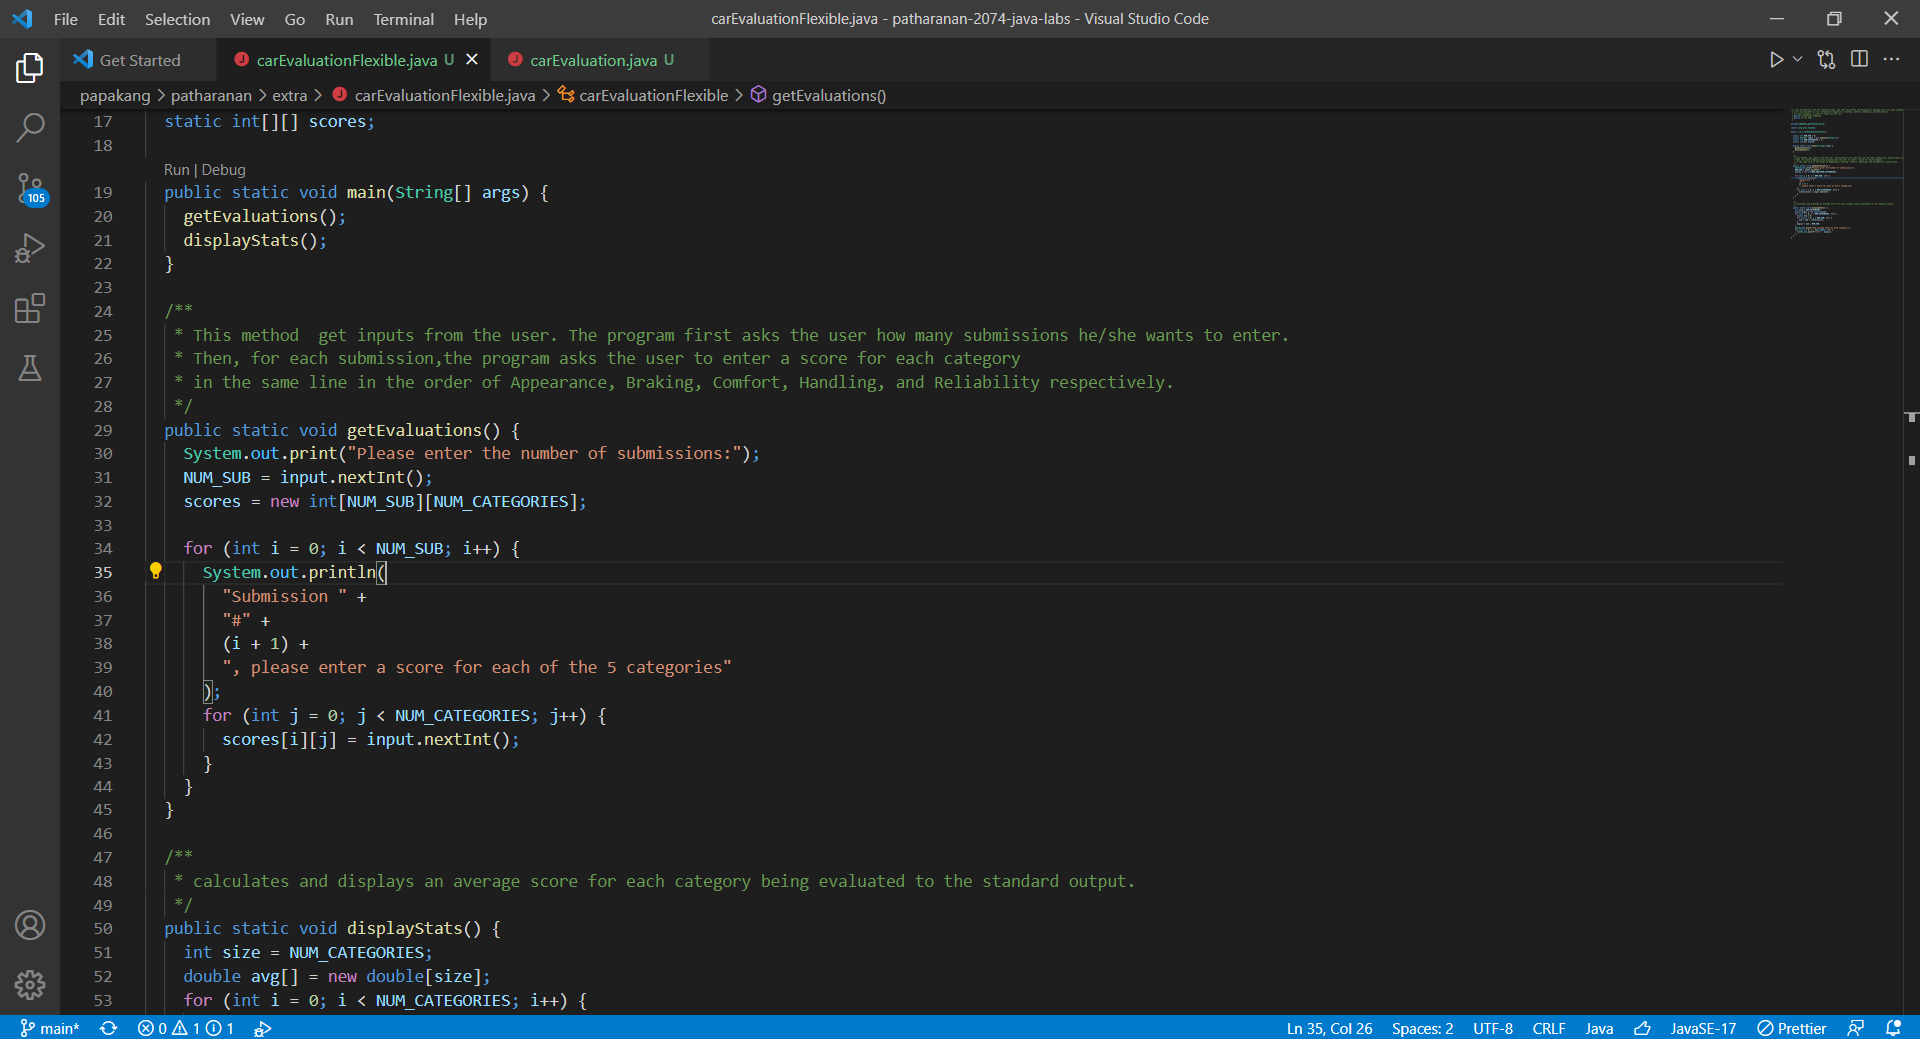 File Edit Selection View Go Run Terminal Help
carEvaluationFlexible.java - patharanan-2074-java-labs - Visual Studio Code
Get Started
carEvaluationFlexible.java U
carEvaluation.java U
papakang > patharanan > extra > carEvaluationFlexible.java > carEvaluationFlexible > getEvaluations()
105
17 static int[][] scores;
18
Run | Debug
19 public static void main(String[] args) {
20 getEvaluations();
21 displayStats();
22 }
23
24 /**
25 * This method  get inputs from the user. The program first asks the user how many submissions he/she wants to enter.
26 * Then, for each submission,the program asks the user to enter a score for each category
27 * in the same line in the order of Appearance, Braking, Comfort, Handling, and Reliability respectively.
28 */
29 public static void getEvaluations() {
30 System.out.print("Please enter the number of submissions:");
31 NUM_SUB = input.nextInt();
32 scores = new int[NUM_SUB][NUM_CATEGORIES];
33
34 for (int i = 0; i < NUM_SUB; i++) {
35 System.out.println(
36 "Submission " +
37 "#" +
38 (i + 1) +
39 ", please enter a score for each of the 5 categories"
40 );
41 for (int j = 0; j < NUM_CATEGORIES; j++) {
42 scores[i][j] = input.nextInt();
43 }
44 }
45 }
46
47 /**
48 * calculates and displays an average score for each category being evaluated to the standard output.
49 */
50 public static void displayStats() {
51 int size = NUM_CATEGORIES;
52 double avg[] = new double[size];
53 for (int i = 0; i < NUM_CATEGORIES; i++) {
main* 0 1 1 Ln 35, Col 26 Spaces: 2 UTF-8 CRLF Java JavaSE-17 Prettier